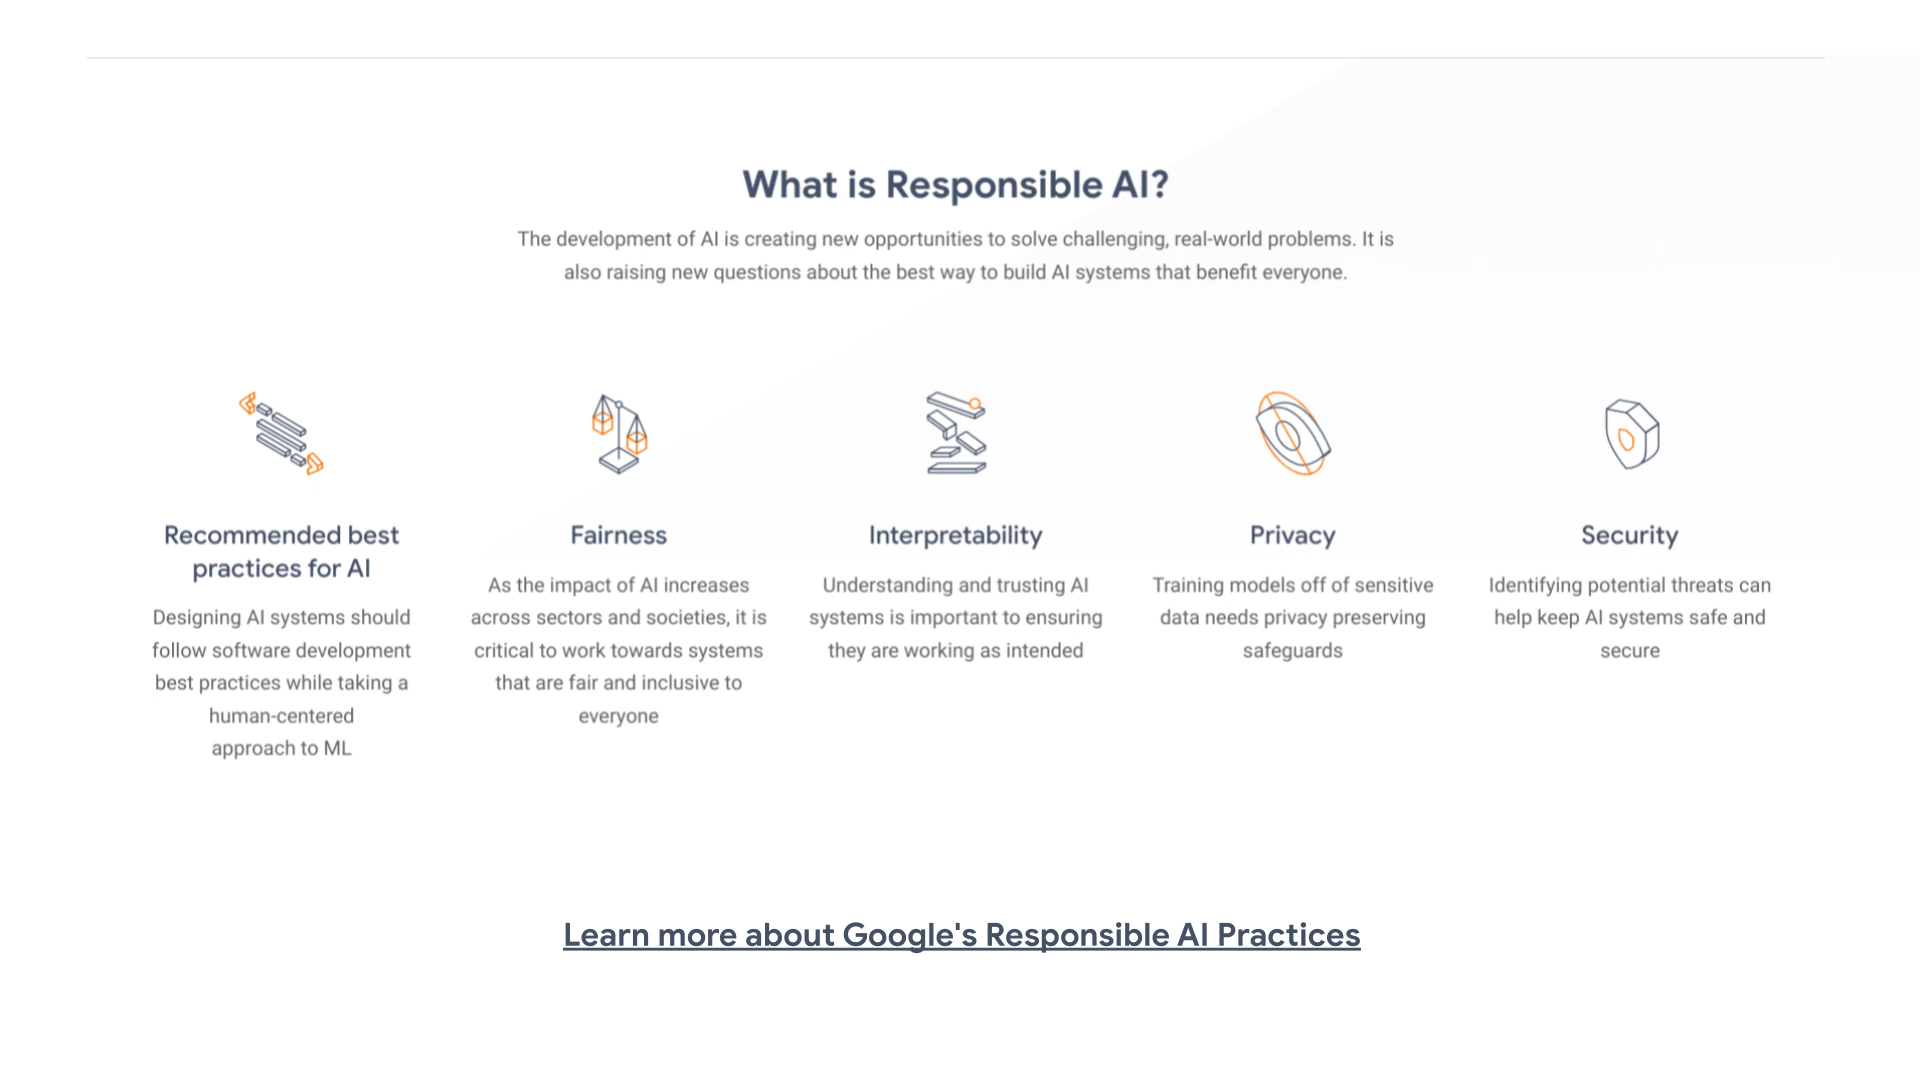 What is Responsible AI?
The development of AI is creating new opportunities to solve challenging, real-world problems. It is
also raising new questions about the best way to build AI systems that benefit everyone.
Recommended best
practices for AI
Designing AI systems should
follow software development
best practices while taking a
human-centered
approach to ML
Fairness
As the impact of AI increases
across sectors and societies, it is
critical to work towards systems
that are fair and inclusive to
everyone
Interpretability
Understanding and trusting AI
systems is important to ensuring
they are working as intended
Privacy
Training models off of sensitive
data needs privacy preserving
safeguards
Security
Identifying potential threats can
help keep AI systems safe and
secure
Learn more about Google's Responsible AI Practices